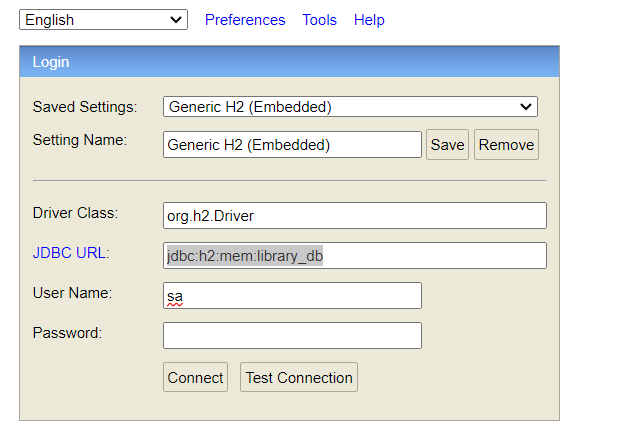 English Preferences Tools Help
Login
Saved Settings: Generic H2 (Embedded)
Setting Name: Generic H2 (Embedded) Save Remove
Driver Class: org.h2.Driver
JDBC URL: jdbc:h2:mem:library_db
User Name: sa
Password:
Connect Test Connection